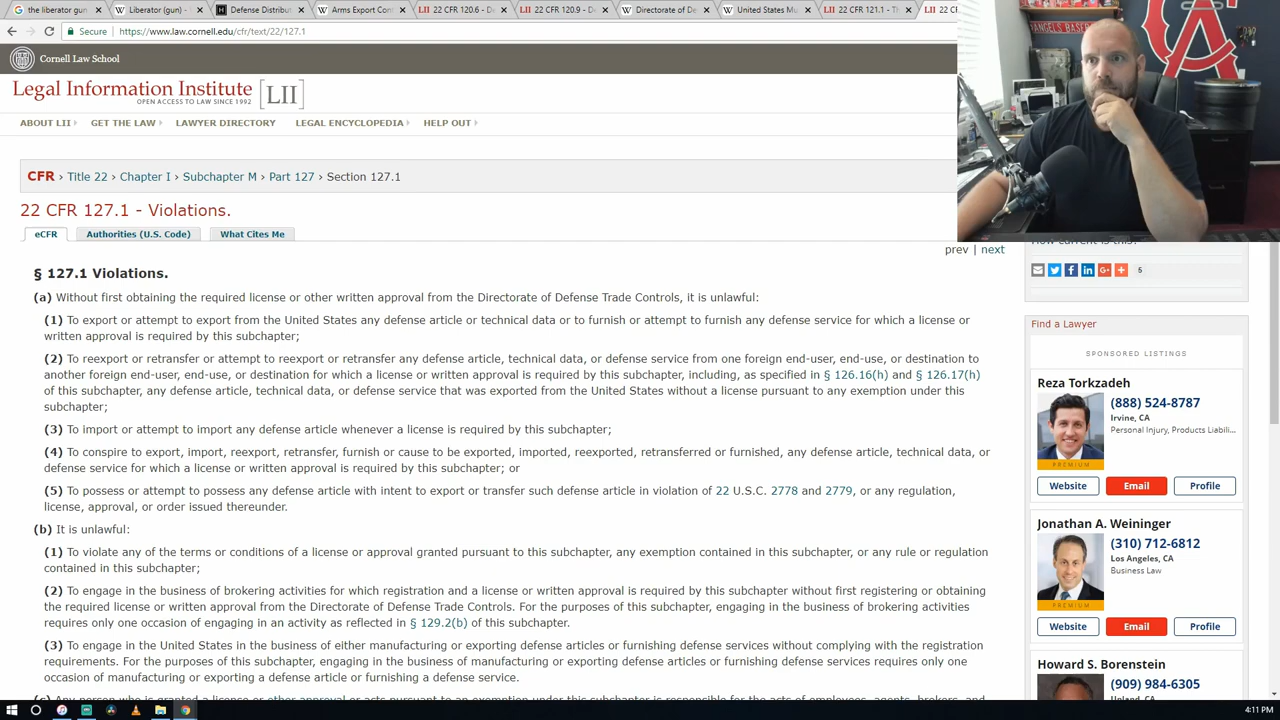 the liberator gun
Liberator (gun) -
Defense Distribut
Arms Export Con
22 CFR 120.6 - D
22 CFR 120.9 - D
Directorate of De
United States Mu
22 CFR 121.1 - Th
22 C
https://www. cornell.edu/cfr/ 127.1
Cornell Law School
Legal Information Institute
OPEN ACCESS TO LAW SINCE 1992
LII
ABOUT LII
GET THE LAW
LAWYER DIRECTORY
LEGAL ENCYCLOPEDIA
HELP OUT
CFR › Title 22 › Chapter I › Subchapter M › Part 127 › Section 127.1
22 CFR 127.1 - Violations.
eCFR
Authorities (U.S. Code)
What Cites Me
prev | next
§ 127.1 Violations.
(a) Without first obtaining the required license or other written approval from the Directorate of Defense Trade Controls, it is unlawful:
(1) To export or attempt to export from the United States any defense article or technical data or to furnish or attempt to furnish any defense service for which a license or
written approval is required by this subchapter;
(2) To reexport or retransfer or attempt to reexport or retransfer any defense article, technical data, or defense service from one foreign end-user, end-use, or destination to
another foreign end-user, end-use, or destination for which a license or written approval is required by this subchapter, including, as specified in § 126.16(h) and § 126.17(h)
of this subchapter, any defense article, technical data, or defense service that was exported from the United States without a license pursuant to any exemption under this
subchapter;
(3) To import or attempt to import any defense article whenever a license is required by this subchapter;
(4) To conspire to export, import, reexport, retransfer, furnish or cause to be exported, imported, reexported, retransferred or furnished, any defense article, technical data, or
defense service for which a license or written approval is required by this subchapter; or
(5) To possess or attempt to possess any defense article with intent to export or transfer such defense article in violation of 22 U.S.C. 2778 and 2779, or any regulation,
license, approval, or order issued thereunder.
(b) It is unlawful:
(1) To violate any of the terms or conditions of a license or approval granted pursuant to this subchapter, any exemption contained in this subchapter, or any rule or regulation
contained in this subchapter;
(2) To engage in the business of brokering activities for which registration and a license or written approval is required by this subchapter without first registering or obtaining
the required license or written approval from the Directorate of Defense Trade Controls. For the purposes of this subchapter, engaging in the business of brokering activities
requires only one occasion of engaging in an activity as reflected in § 129.2(b) of this subchapter.
(3) To engage in the United States in the business of either manufacturing or exporting defense articles or furnishing defense services without complying with the registration
requirements. For the purposes of this subchapter, engaging in the business of manufacturing or exporting defense articles or furnishing defense services requires only one
occasion of manufacturing or exporting a defense article or furnishing a defense service.
ANGELS BASEB
How current is this?
5
Find a Lawyer
SPONSORED LISTINGS
Reza Torkzadeh
(888) 524-8787
Irvine, CA
Personal Injury, Products Liabili...
PREMIUM
Website
Email
Profile
Jonathan A. Weininger
(310) 712-6812
Los Angeles, CA
Business Law
PREMIUM
Website
Email
Profile
Howard S. Borenstein
(909) 984-6305
Upland, CA
4:11 PM